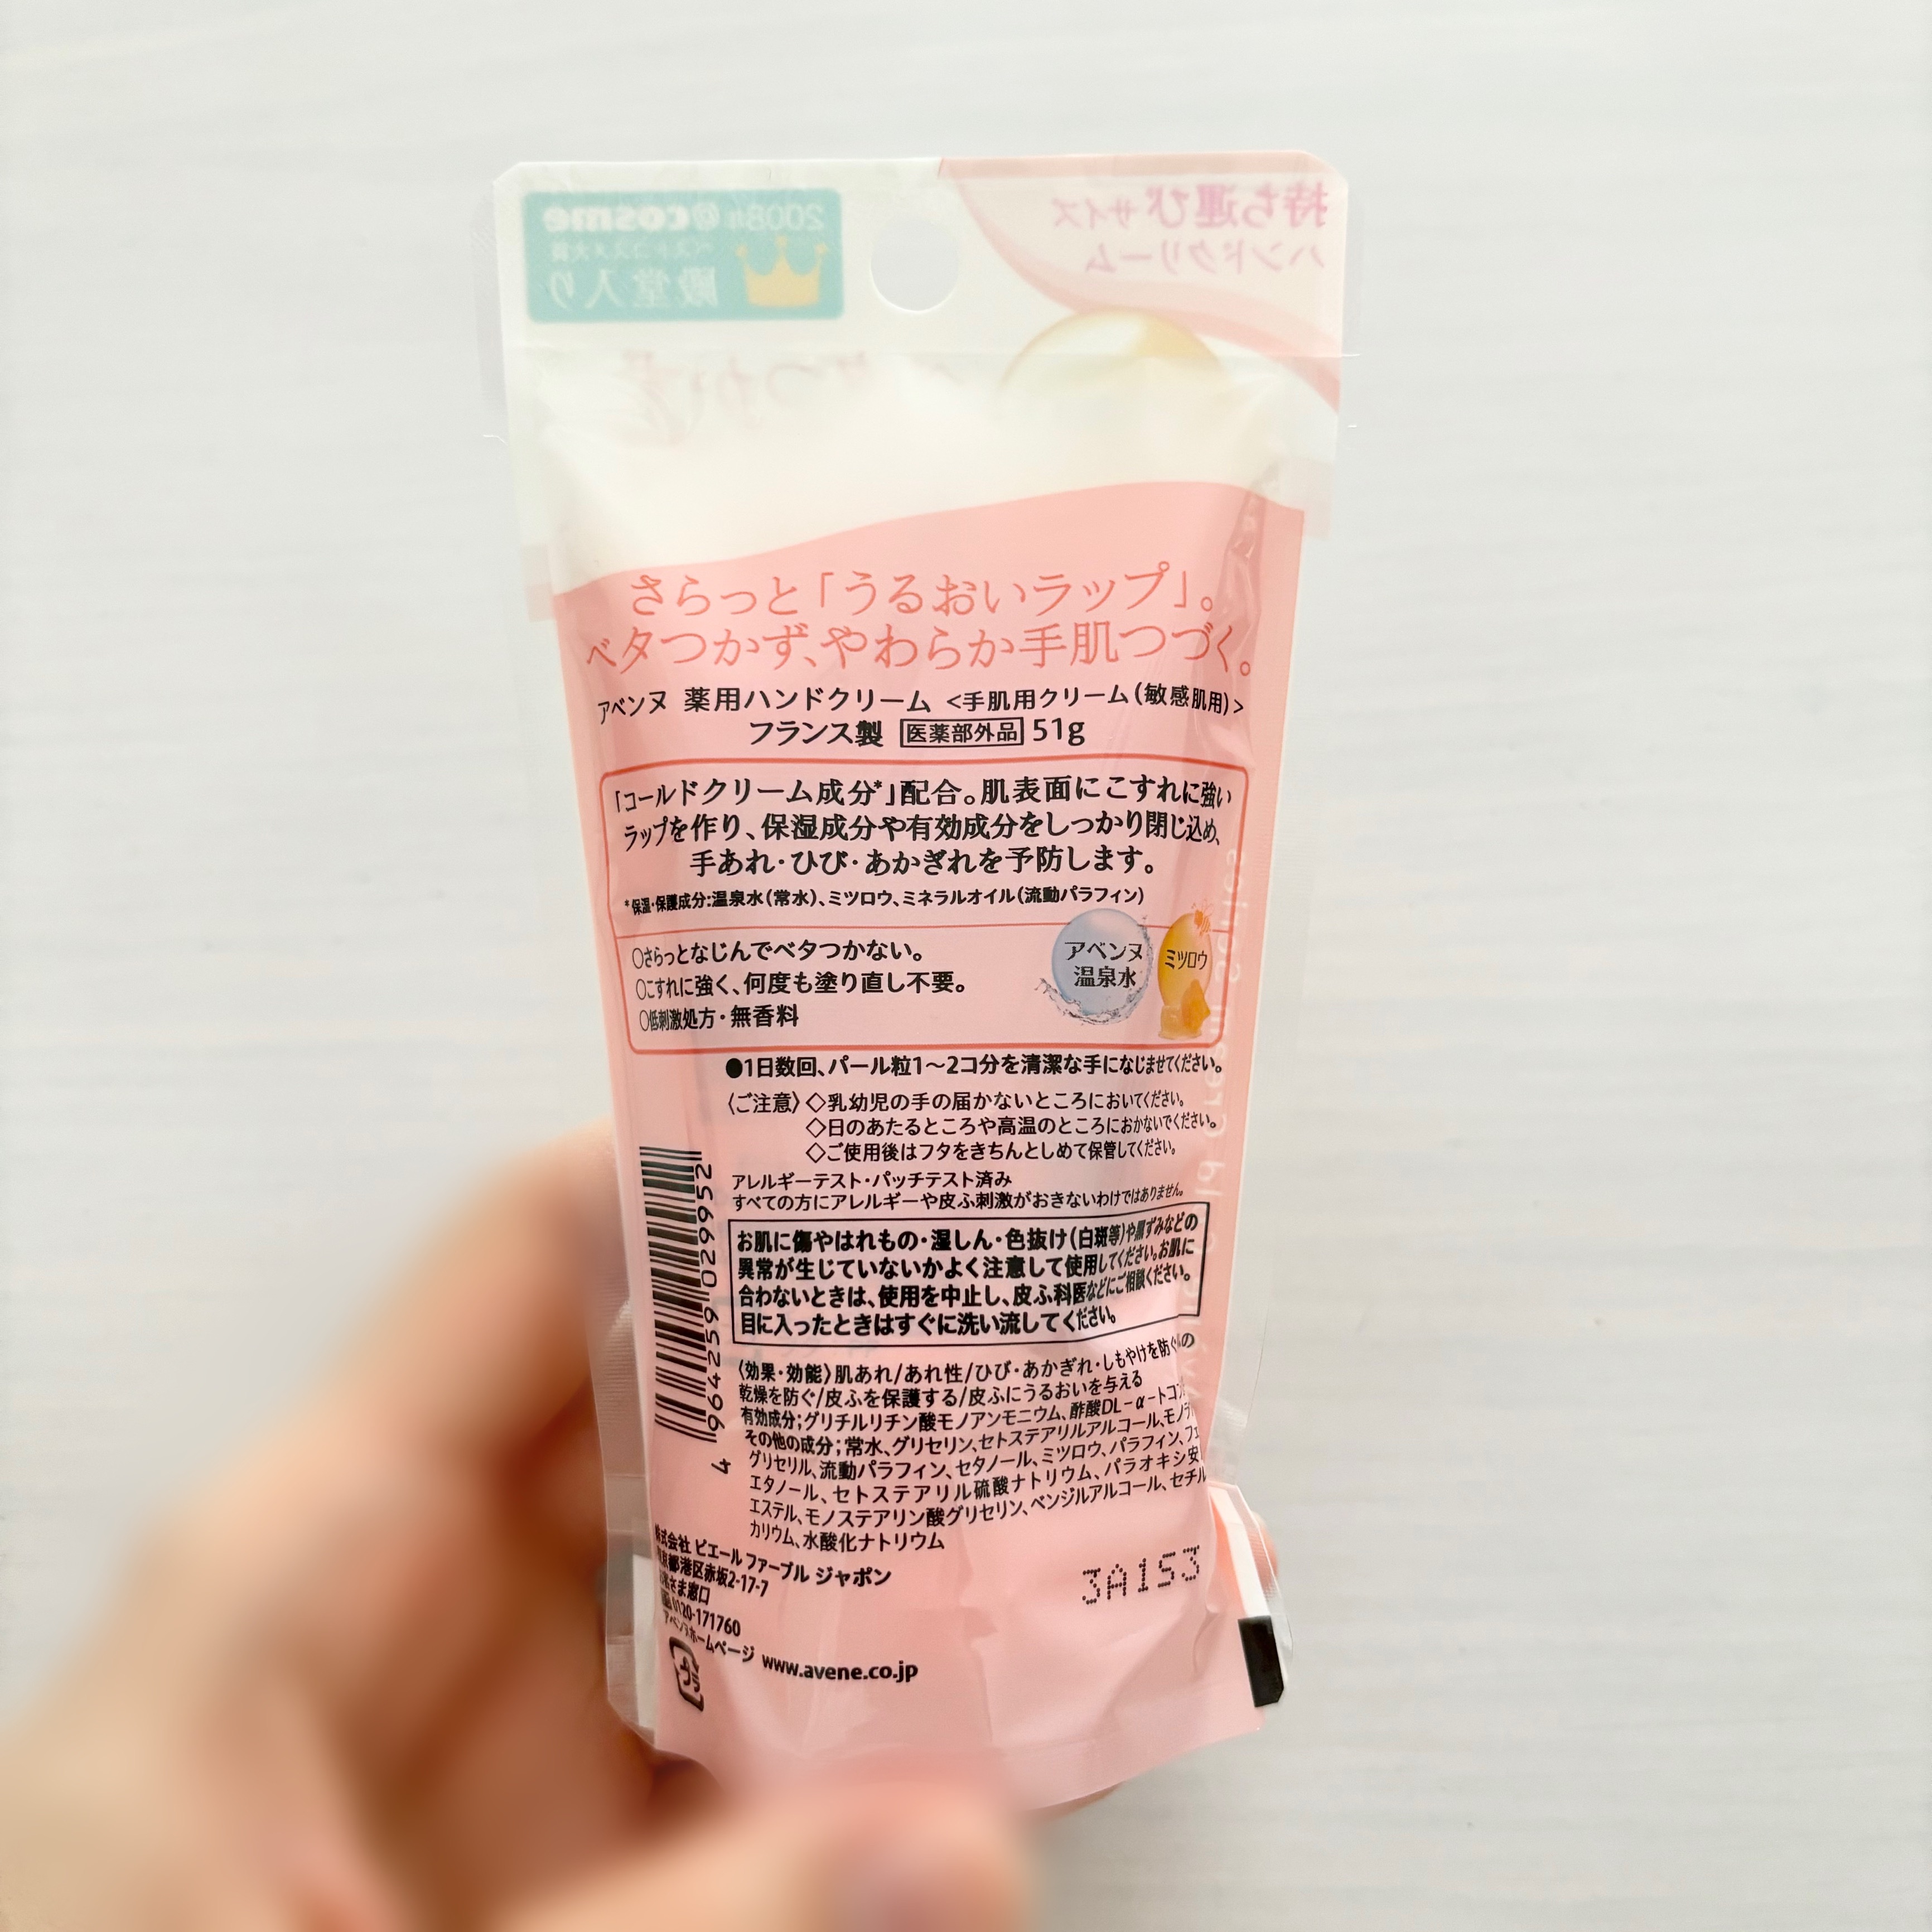 持ち運びサイズ
ハンドクリーム
2008年 @cosme
ベストコスメ大賞
殿堂入り
さらっと「うるおいラップ」。
ベタつかず、やわらか手肌つづく。
アベンヌ 薬用ハンドクリーム <手肌用クリーム(敏感肌用)>
フランス製 医薬部外品 51g
「コールドクリーム成分*」配合。肌表面にこすれに強い
ラップを作り、保湿成分や有効成分をしっかり閉じ込め、
手あれ・ひび・あかぎれを予防します。
*保湿・保護成分:温泉水(常水)、ミツロウ、ミネラルオイル(流動パラフィン)
○さらっとなじんでベタつかない。
○こすれに強く、何度も塗り直し不要。
○低刺激処方・無香料
アベンヌ
温泉水
ミツロウ
●1日数回、パール粒1〜2コ分を清潔な手になじませてください。
〈ご注意〉◇乳幼児の手の届かないところにおいてください。
◇日のあたるところや高温のところにおかないでください。
◇ご使用後はフタをきちんとしめて保管してください。
アレルギーテスト・パッチテスト済み
すべての方にアレルギーや皮ふ刺激がおきないわけではありません。
お肌に傷やはれもの・湿しん・色抜け(白斑等)や黒ずみなどの
異常が生じていないかよく注意して使用してください。お肌に
合わないときは、使用を中止し、皮ふ科医などにご相談ください。
目に入ったときはすぐに洗い流してください。
〈効果・効能〉肌あれ/あれ性/ひび・あかぎれ・しもやけを防ぐ/
乾燥を防ぐ/皮ふを保護する/皮ふにうるおいを与える
有効成分;グリチルリチン酸モノアンモニウム、酢酸DL-α-トコフ
その他の成分;常水、グリセリン、セトステアリルアルコール、モノラ
グリセリル、流動パラフィン、セタノール、ミツロウ、パラフィン、フェ
エタノール、セトステアリル硫酸ナトリウム、パラオキシ安
エステル、モノステアリン酸グリセリン、ベンジルアルコール、セチル
カリウム、水酸化ナトリウム
4 964259 029952
株式会社 ピエール ファーブル ジャポン
東京都港区赤坂2-17-7
お客さま窓口
0120-171760
アベンヌホームページ www.avene.co.jp
プラ
3A1S3